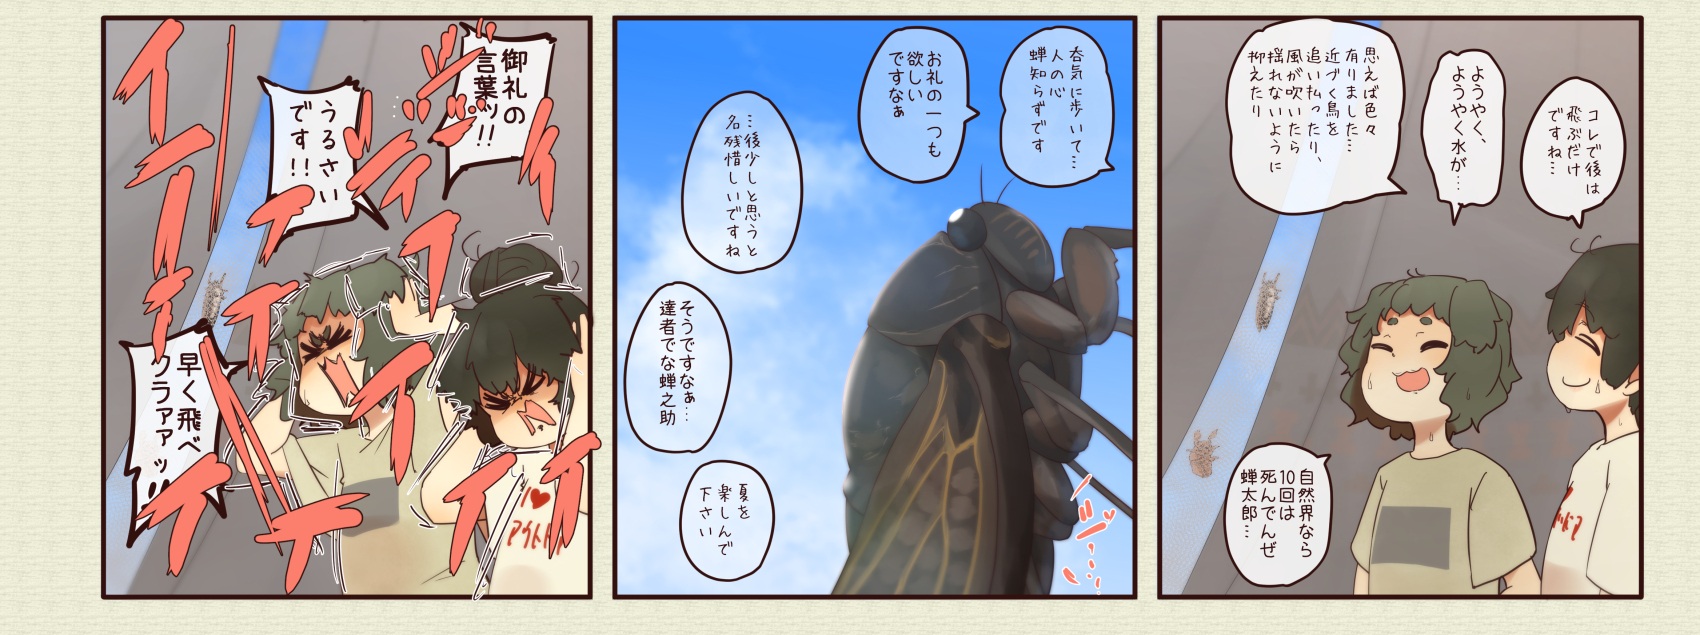 コレで後は
飛ぶだけ
ですね…
ようやく、
ようやく水が…
思えば色々
有りました…
近づく鳥を
追い払ったり、
風が吹いたら
揺れないように
抑えたり
自然界なら
10回は
死んでんぜ
蝉太郎…
呑気に歩いて…
人の心
蝉知らずです
お礼の一つも
欲しい
ですなぁ
…後少しと思うと
名残惜しいですね
そうですなぁ…
達者でな蝉之助
夏を
楽しんで
下さい
御礼の
言葉ッ!!
うるさい
です!!
早く飛べ
クラァァァッ!!
I♥
アウトドア